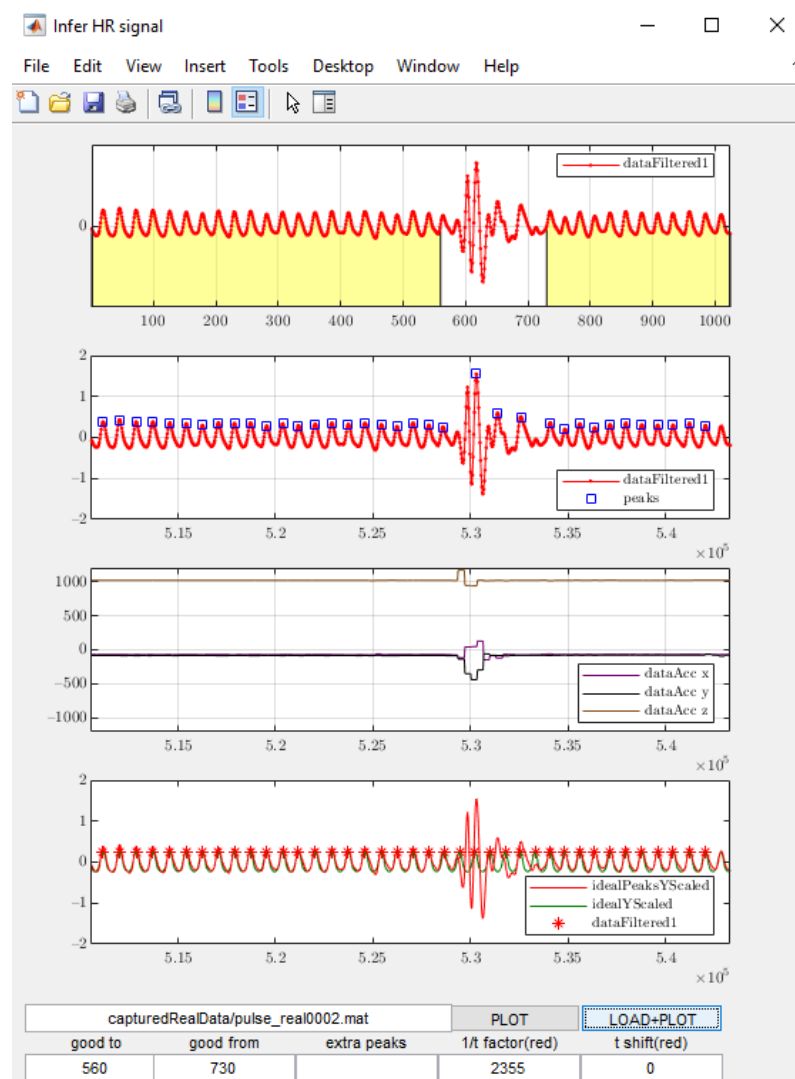 Infer HR signal
File Edit View Insert Tools Desktop Window Help
dataFiltered1
0
100 200 300 400 500 600 700 800 900 1000
2
1
0
−1
−2
dataFiltered1
peaks
5.15 5.2 5.25 5.3 5.35 5.4
×10⁵
1000
500
0
−500
−1000
dataAcc x
dataAcc y
dataAcc z
5.15 5.2 5.25 5.3 5.35 5.4
×10⁵
2
1
0
−1
−2
idealPeaksYScaled
idealYScaled
dataFiltered1
5.15 5.2 5.25 5.3 5.35 5.4
×10⁵
capturedRealData/pulse_real0002.mat PLOT LOAD+PLOT
good to good from extra peaks 1/t factor(red) t shift(red)
560 730 2355 0